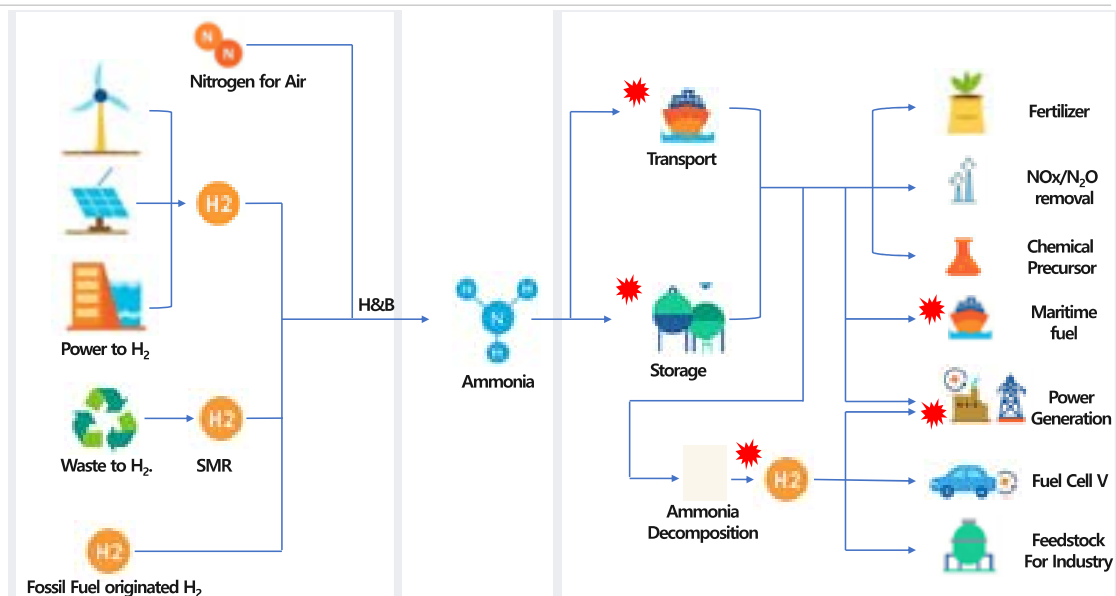 N
N
Nitrogen for Air
H2
Power to H₂
H&B
Waste to H₂.
H2
SMR
H2
Fossil Fuel originated H₂
H
H
N
H
Ammonia
Transport
Storage
Ammonia
Decomposition
H2
Fertilizer
NOx/N₂O
removal
Chemical
Precursor
Maritime
fuel
Power
Generation
Fuel Cell V
Feedstock
For Industry